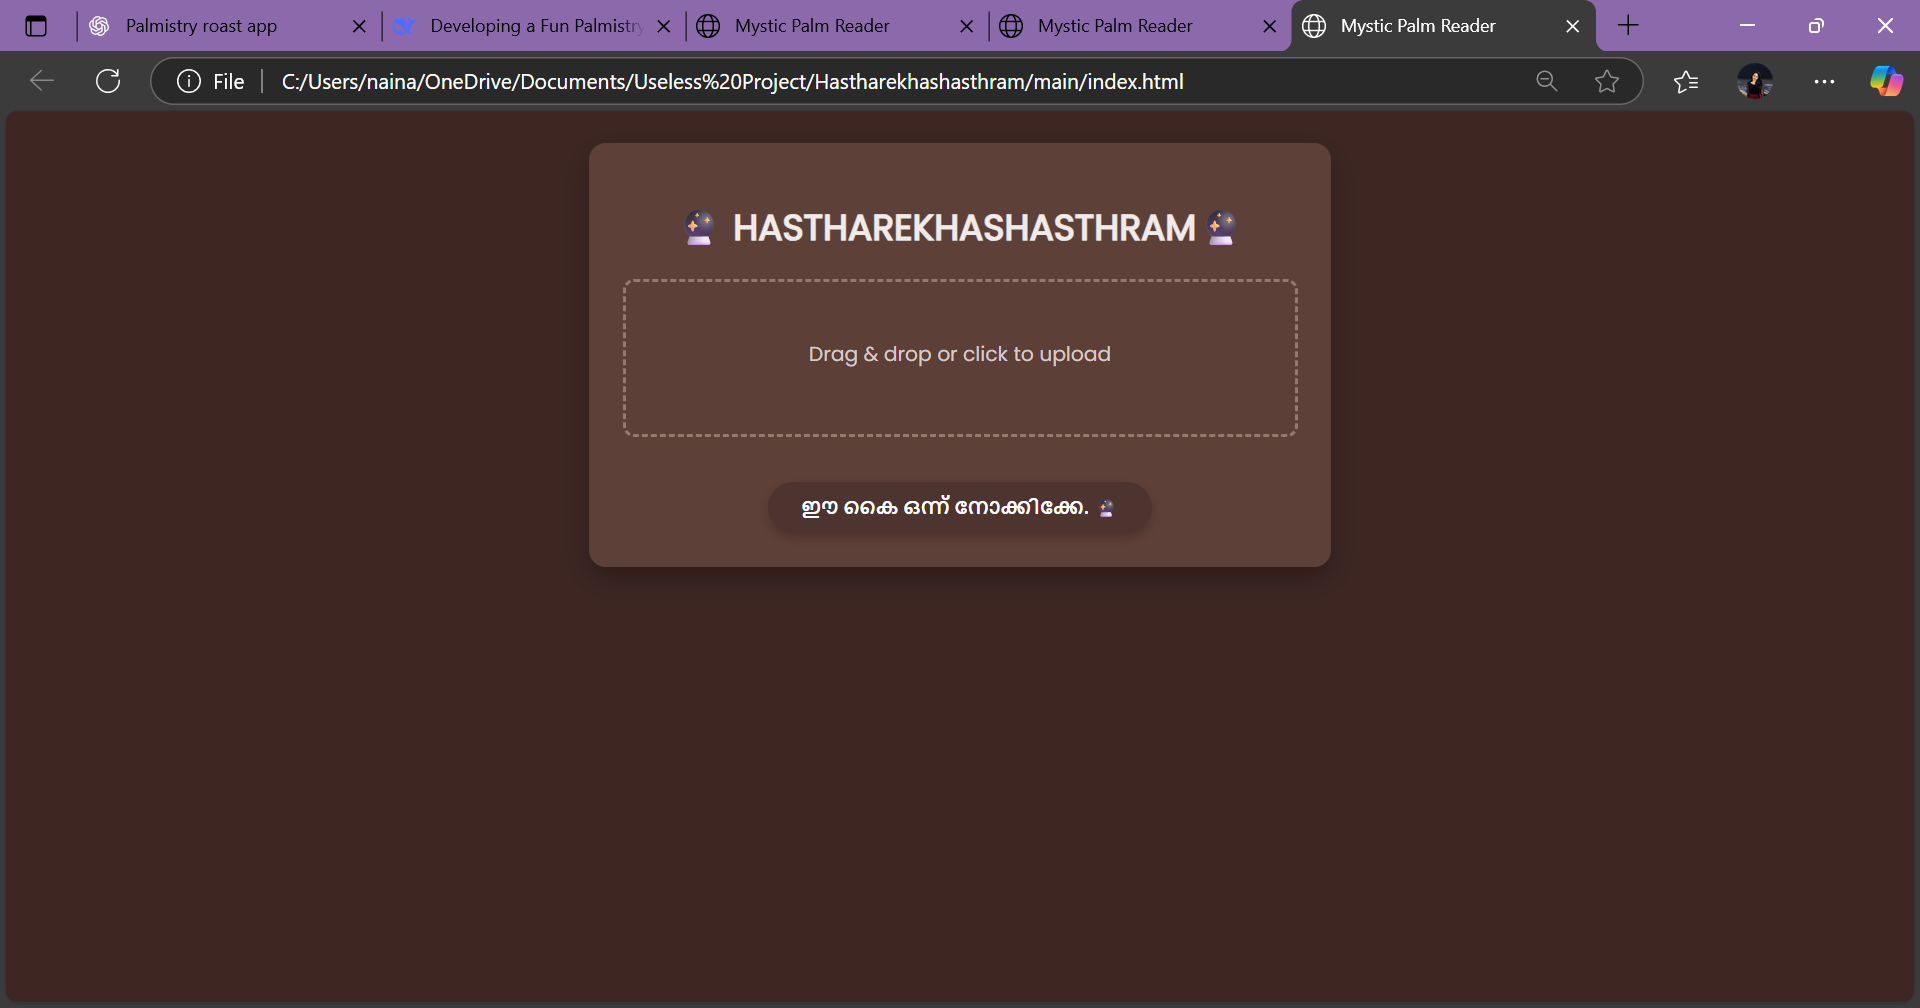 Palmistry roast app
Developing a Fun Palmistry
Mystic Palm Reader
Mystic Palm Reader
Mystic Palm Reader
File
C:/Users/naina/OneDrive/Documents/Useless%20Project/Hastharekhashasthram/main/index.html
🔮 HASTHAREKHASHASTHRAM 🔮
Drag & drop or click to upload
ഈ കൈ ഒന്ന് നോക്കിക്കേ. 🔮